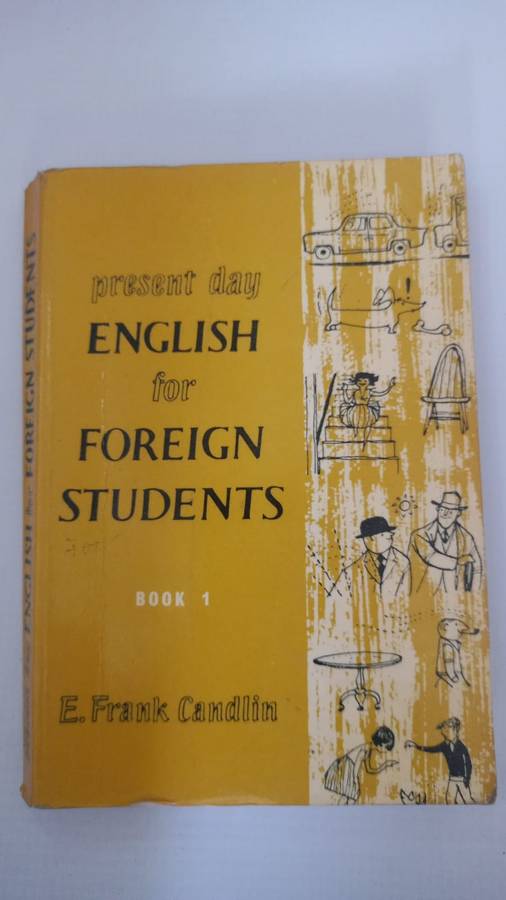 present day
ENGLISH
for
FOREIGN
STUDENTS
BOOK 1
E. Frank Candlin
ENGLISH for FOREIGN STUDENTS